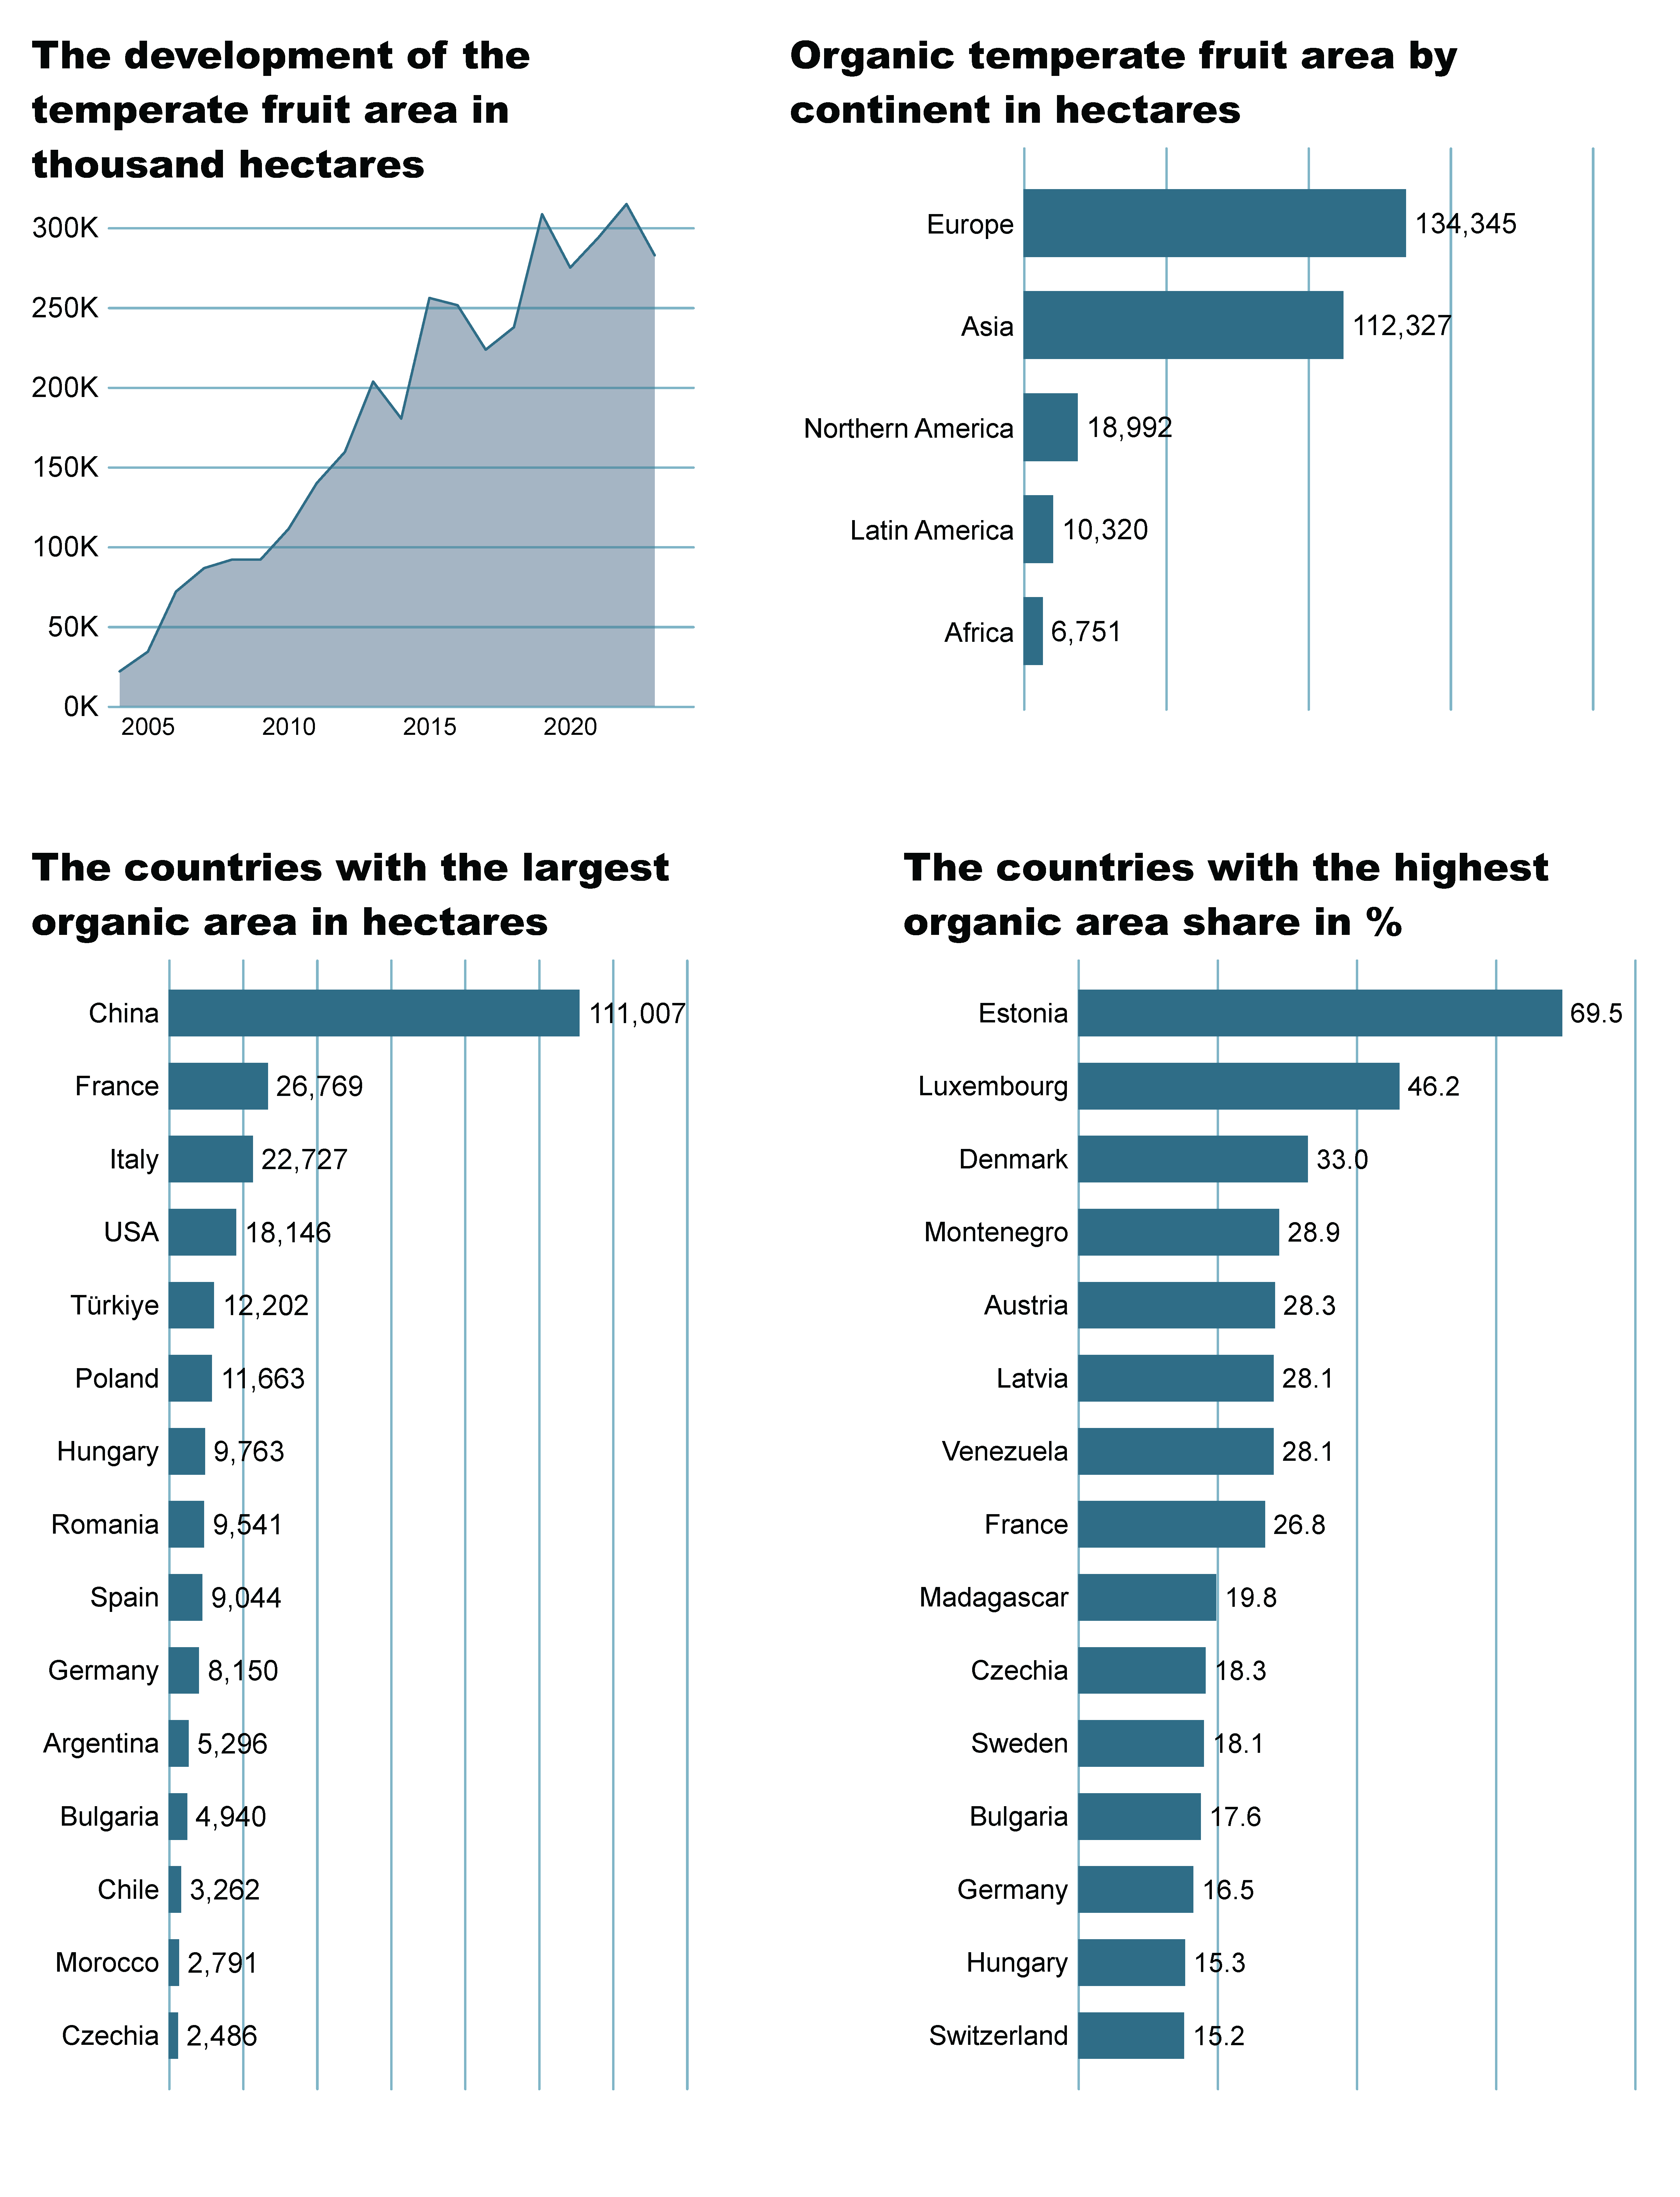 The development of the
temperate fruit area in
thousand hectares
300K
250K
200K
150K
100K
50K
0K
2005 2010 2015 2020
Organic temperate fruit area by
continent in hectares
Europe 134,345
Asia 112,327
Northern America 18,992
Latin America 10,320
Africa 6,751
The countries with the largest
organic area in hectares
China 111,007
France 26,769
Italy 22,727
USA 18,146
Türkiye 12,202
Poland 11,663
Hungary 9,763
Romania 9,541
Spain 9,044
Germany 8,150
Argentina 5,296
Bulgaria 4,940
Chile 3,262
Morocco 2,791
Czechia 2,486
The countries with the highest
organic area share in %
Estonia 69.5
Luxembourg 46.2
Denmark 33.0
Montenegro 28.9
Austria 28.3
Latvia 28.1
Venezuela 28.1
France 26.8
Madagascar 19.8
Czechia 18.3
Sweden 18.1
Bulgaria 17.6
Germany 16.5
Hungary 15.3
Switzerland 15.2